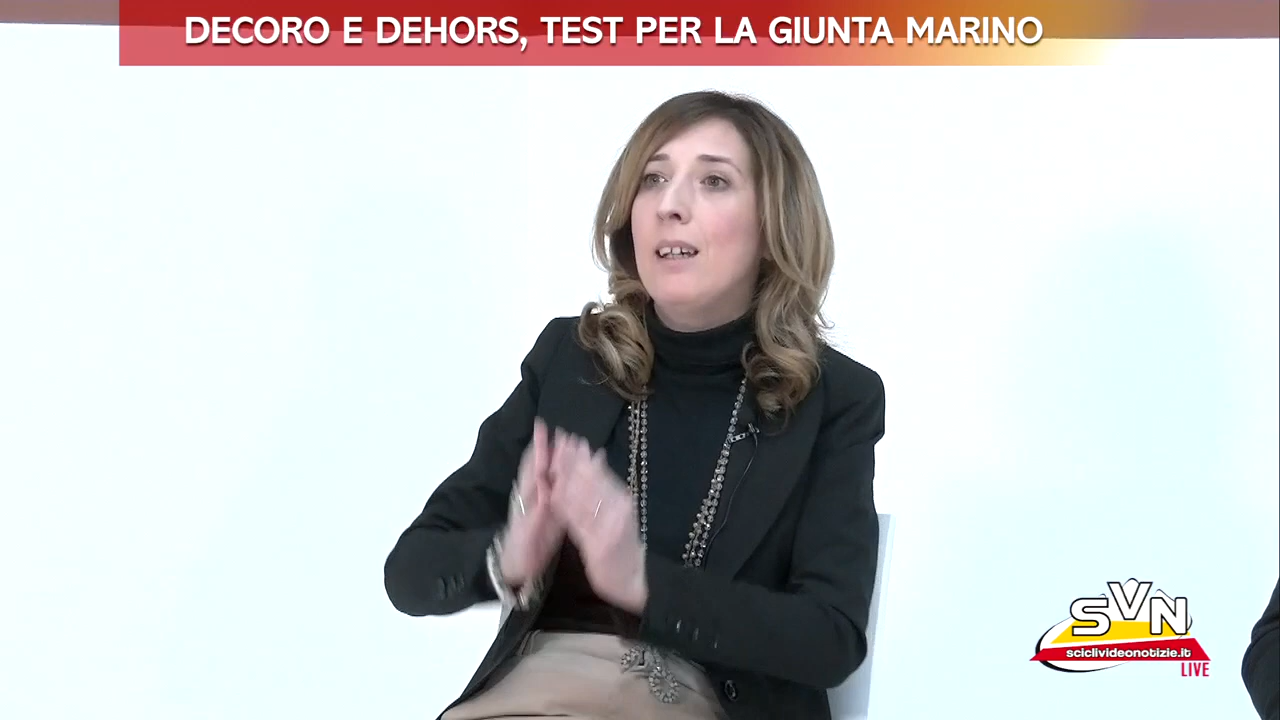 DECORO E DEHORS, TEST PER LA GIUNTA MARINO
SVN
sciclivideonotizie.it
LIVE